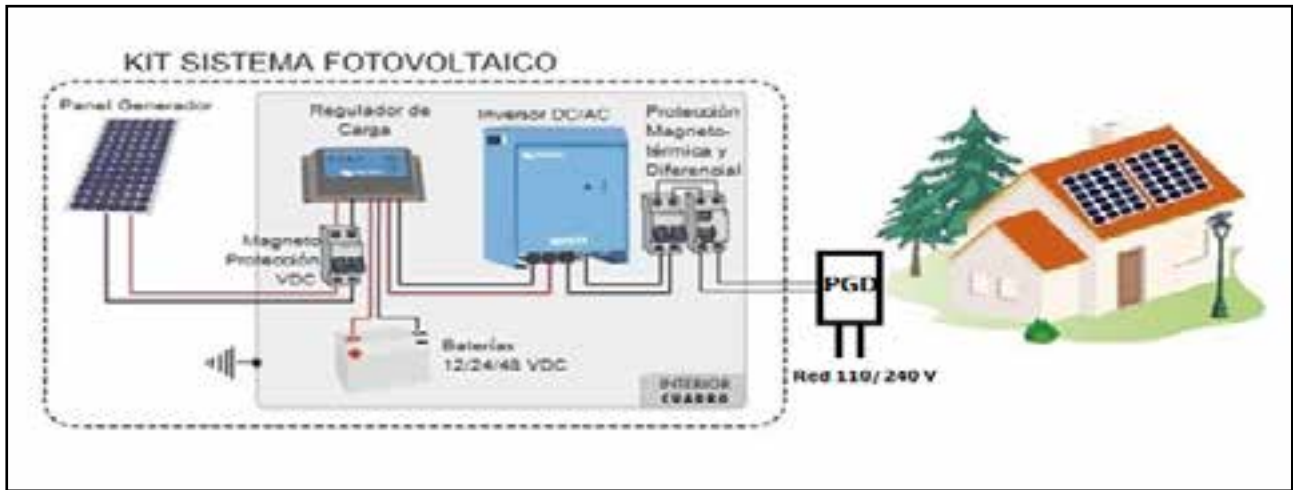 KIT SISTEMA FOTOVOLTAICO
Panel Generador
Regulador de
Carga
Inversor DC/AC
Protección
Magneto-
térmica y
Diferencial
Magneto
Protección
VDC
Baterías
12/24/48 VDC
INTERIOR
CUADRO
PGD
Red 110/240 V